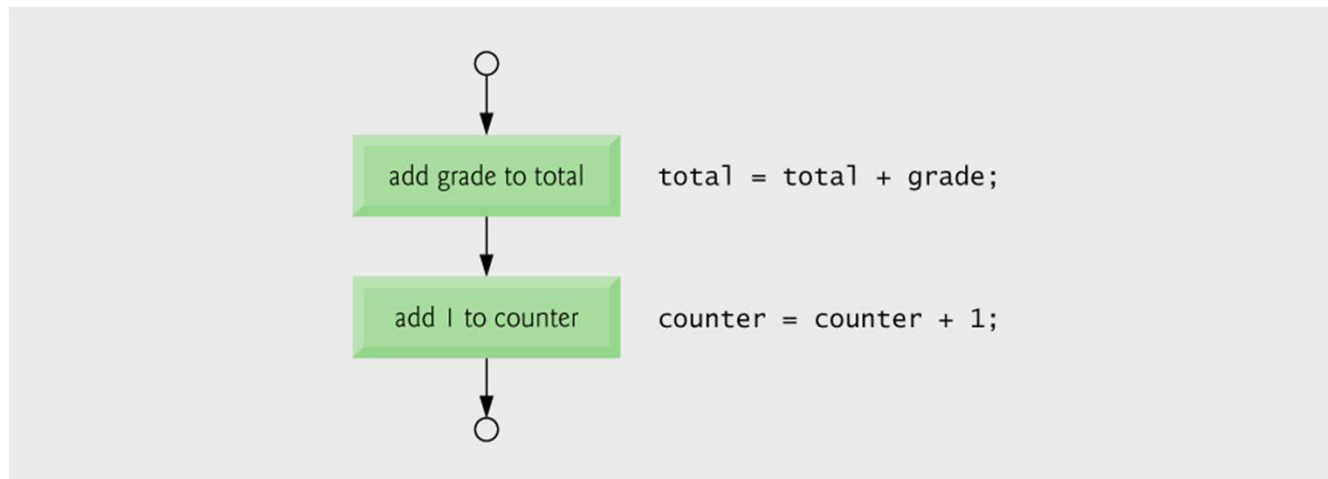 add grade to total
total = total + grade;
add 1 to counter
counter = counter + 1;